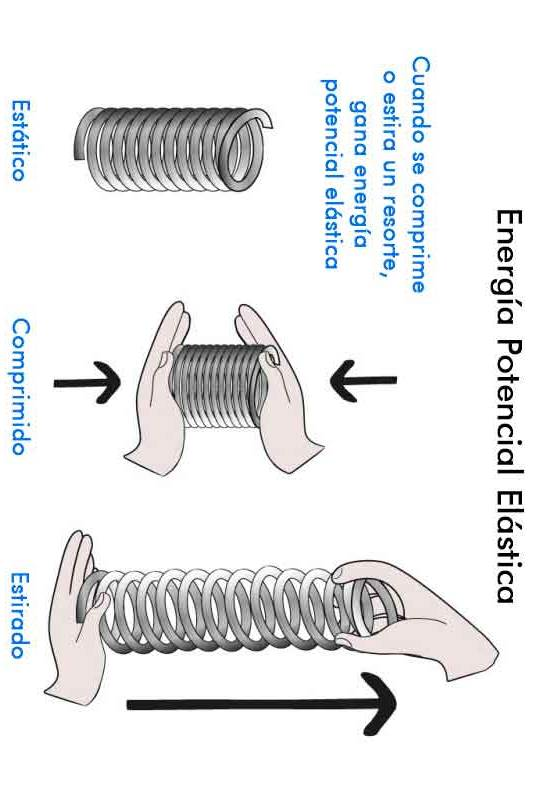 Energía Potencial Elástica
Cuando se comprime
o estira un resorte,
gana energía
potencial elástica
Estático
Comprimido
Estirado